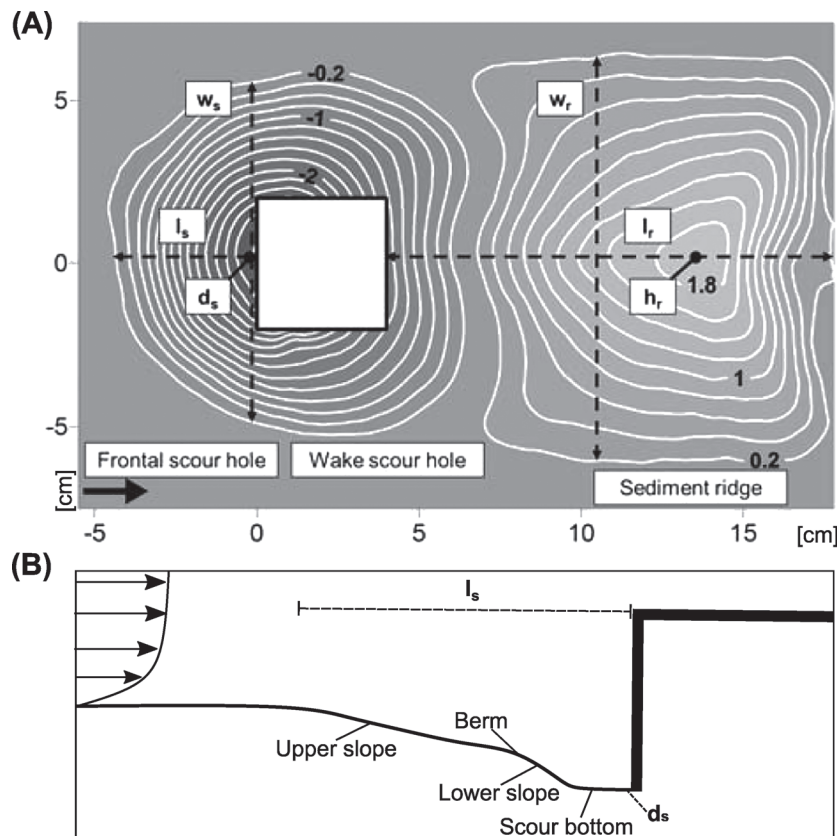 (A)
-0.2
5
w_s
w_r
-1
-2
l_s
l_r
0
d_s
h_r
1.8
1
-5
0.2
Frontal scour hole
Wake scour hole
Sediment ridge
[cm]
-5 0 5 10 15 [cm]
(B)
l_s
Berm
Upper slope
Lower slope
d_s
Scour bottom